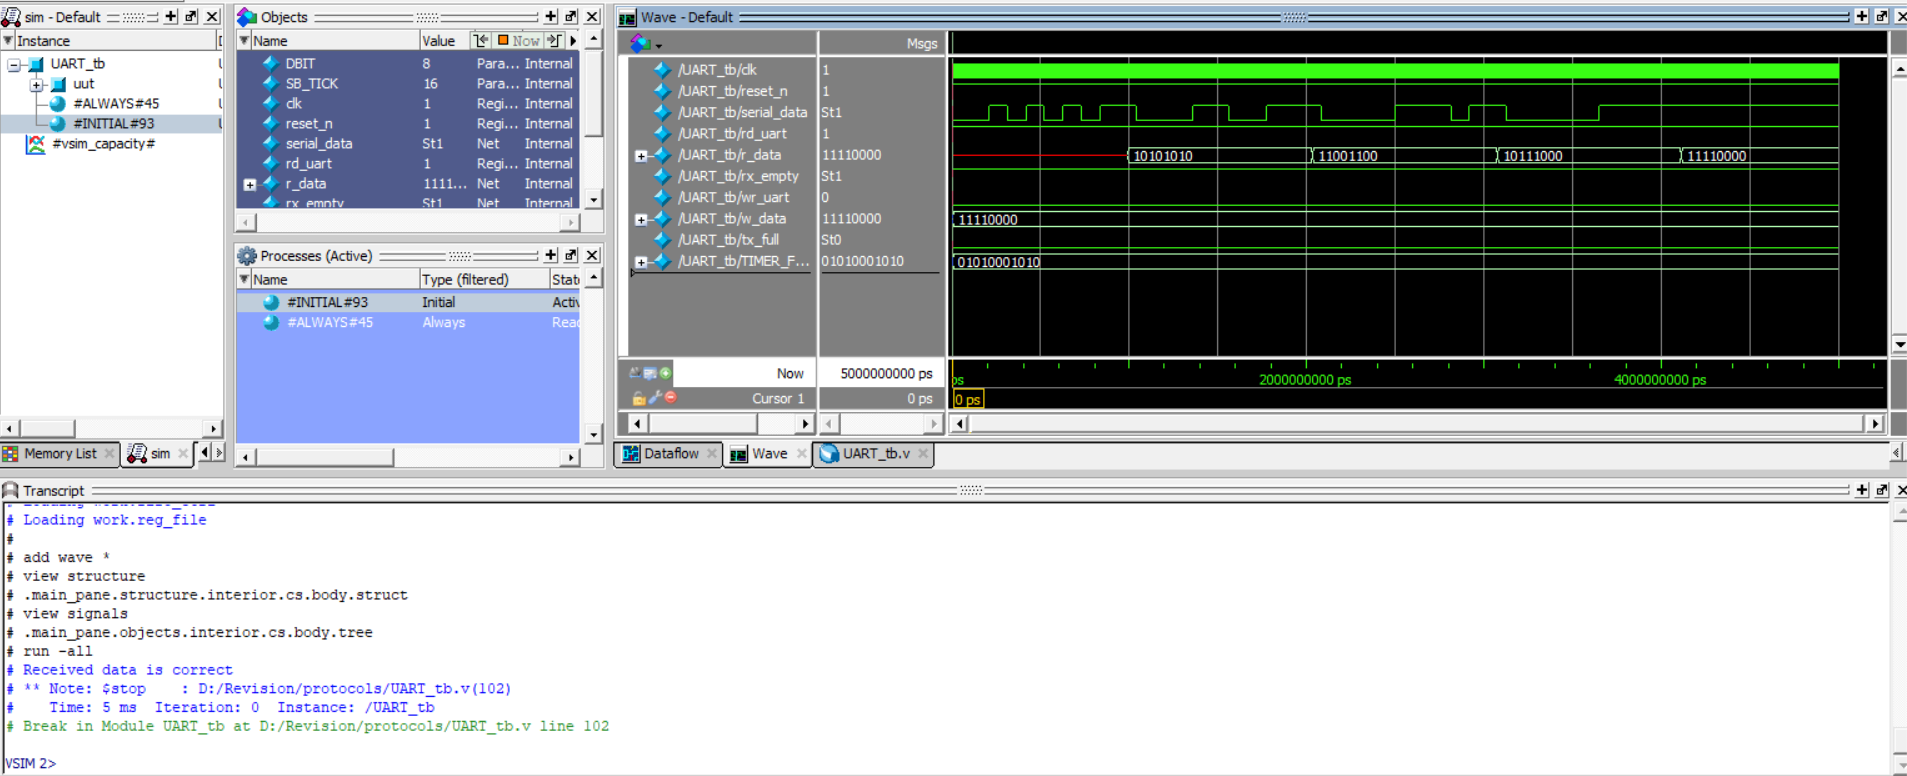 sim - Default
Instance
UART_tb
uut
#ALWAYS#45
#INITIAL#93
#vsim_capacity#
Memory List
sim
Objects
Name Value Now
DBIT 8 Para... Internal
SB_TICK 16 Para... Internal
clk 1 Regi... Internal
reset_n 1 Regi... Internal
serial_data St1 Net Internal
rd_uart 1 Regi... Internal
r_data 1111... Net Internal
rx_empty St1 Net Internal
Processes (Active)
Name Type (filtered) State
#INITIAL#93 Initial Activ
#ALWAYS#45 Always Read
Wave - Default
Msgs
/UART_tb/clk 1
/UART_tb/reset_n 1
/UART_tb/serial_data St1
/UART_tb/rd_uart 1
/UART_tb/r_data 11110000 10101010 11001100 10111000 11110000
/UART_tb/rx_empty St1
/UART_tb/wr_uart 0
/UART_tb/w_data 11110000 11110000
/UART_tb/tx_full St0
/UART_tb/TIMER_F... 01010001010 01010001010
Now 5000000000 ps ps 2000000000 ps 4000000000 ps
Cursor 1 0 ps 0 ps
Dataflow
Wave
UART_tb.v
Transcript
# Loading work.reg_file
#
# add wave *
# view structure
# .main_pane.structure.interior.cs.body.struct
# view signals
# .main_pane.objects.interior.cs.body.tree
# run -all
# Received data is correct
# ** Note: $stop : D:/Revision/protocols/UART_tb.v(102)
# Time: 5 ms Iteration: 0 Instance: /UART_tb
# Break in Module UART_tb at D:/Revision/protocols/UART_tb.v line 102
VSIM 2>